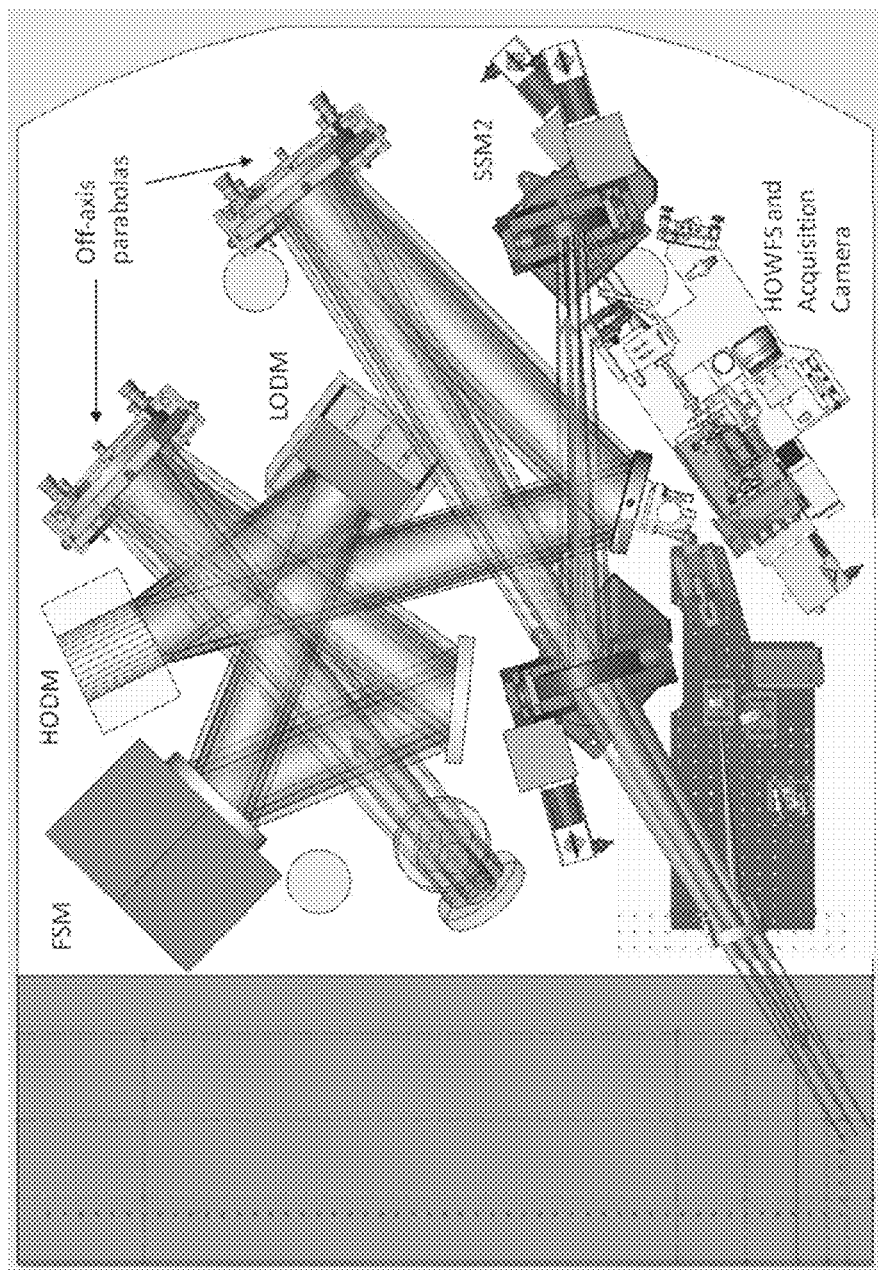 Off-axis
parabolas
SSM2
LODM
HOWFS and
Acquisition
Camera
HODM
FSM